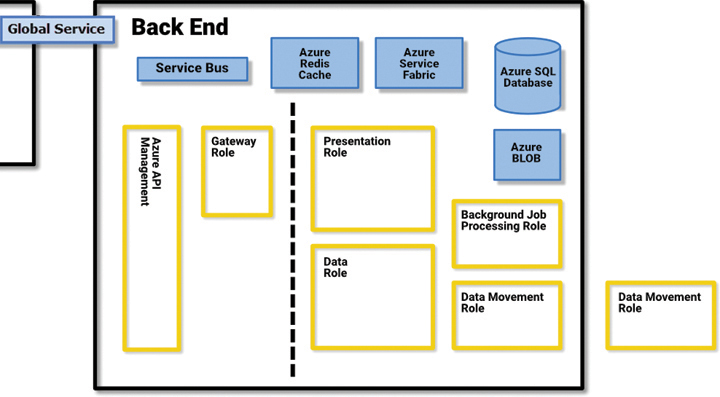 Global Service
Back End
Service Bus
Azure
Redis
Cache
Azure
Service
Fabric
Azure SQL
Database
Azure
BLOB
Azure API
Management
Gateway
Role
Presentation
Role
Data
Role
Background Job
Processing Role
Data Movement
Role
Data Movement
Role